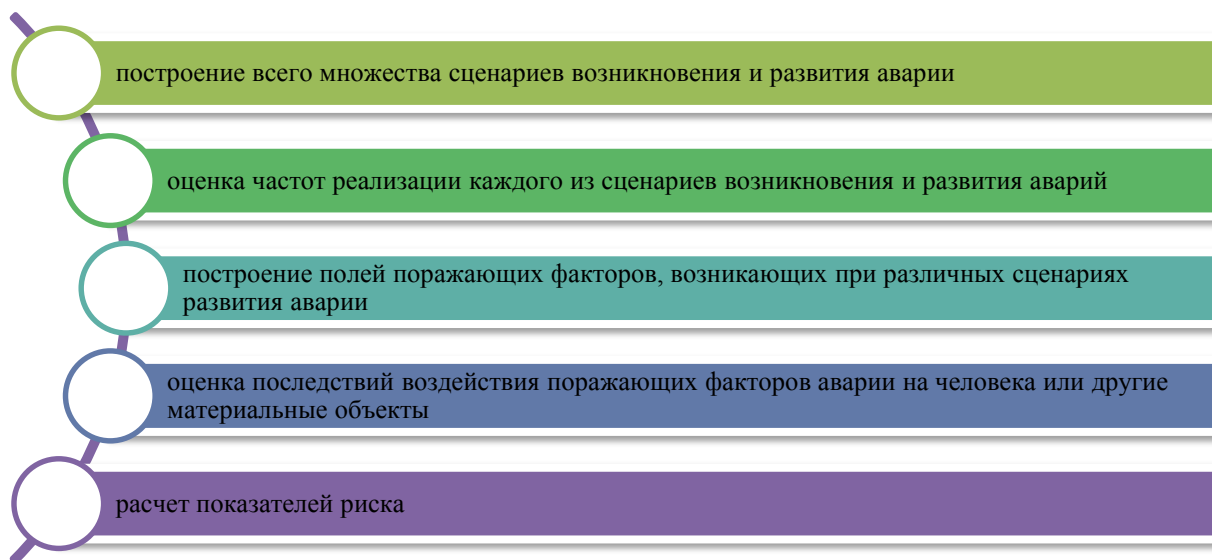 построение всего множества сценариев возникновения и развития аварии
оценка частот реализации каждого из сценариев возникновения и развития аварий
построение полей поражающих факторов, возникающих при различных сценариях
развития аварии
оценка последствий воздействия поражающих факторов аварии на человека или другие
материальные объекты
расчет показателей риска